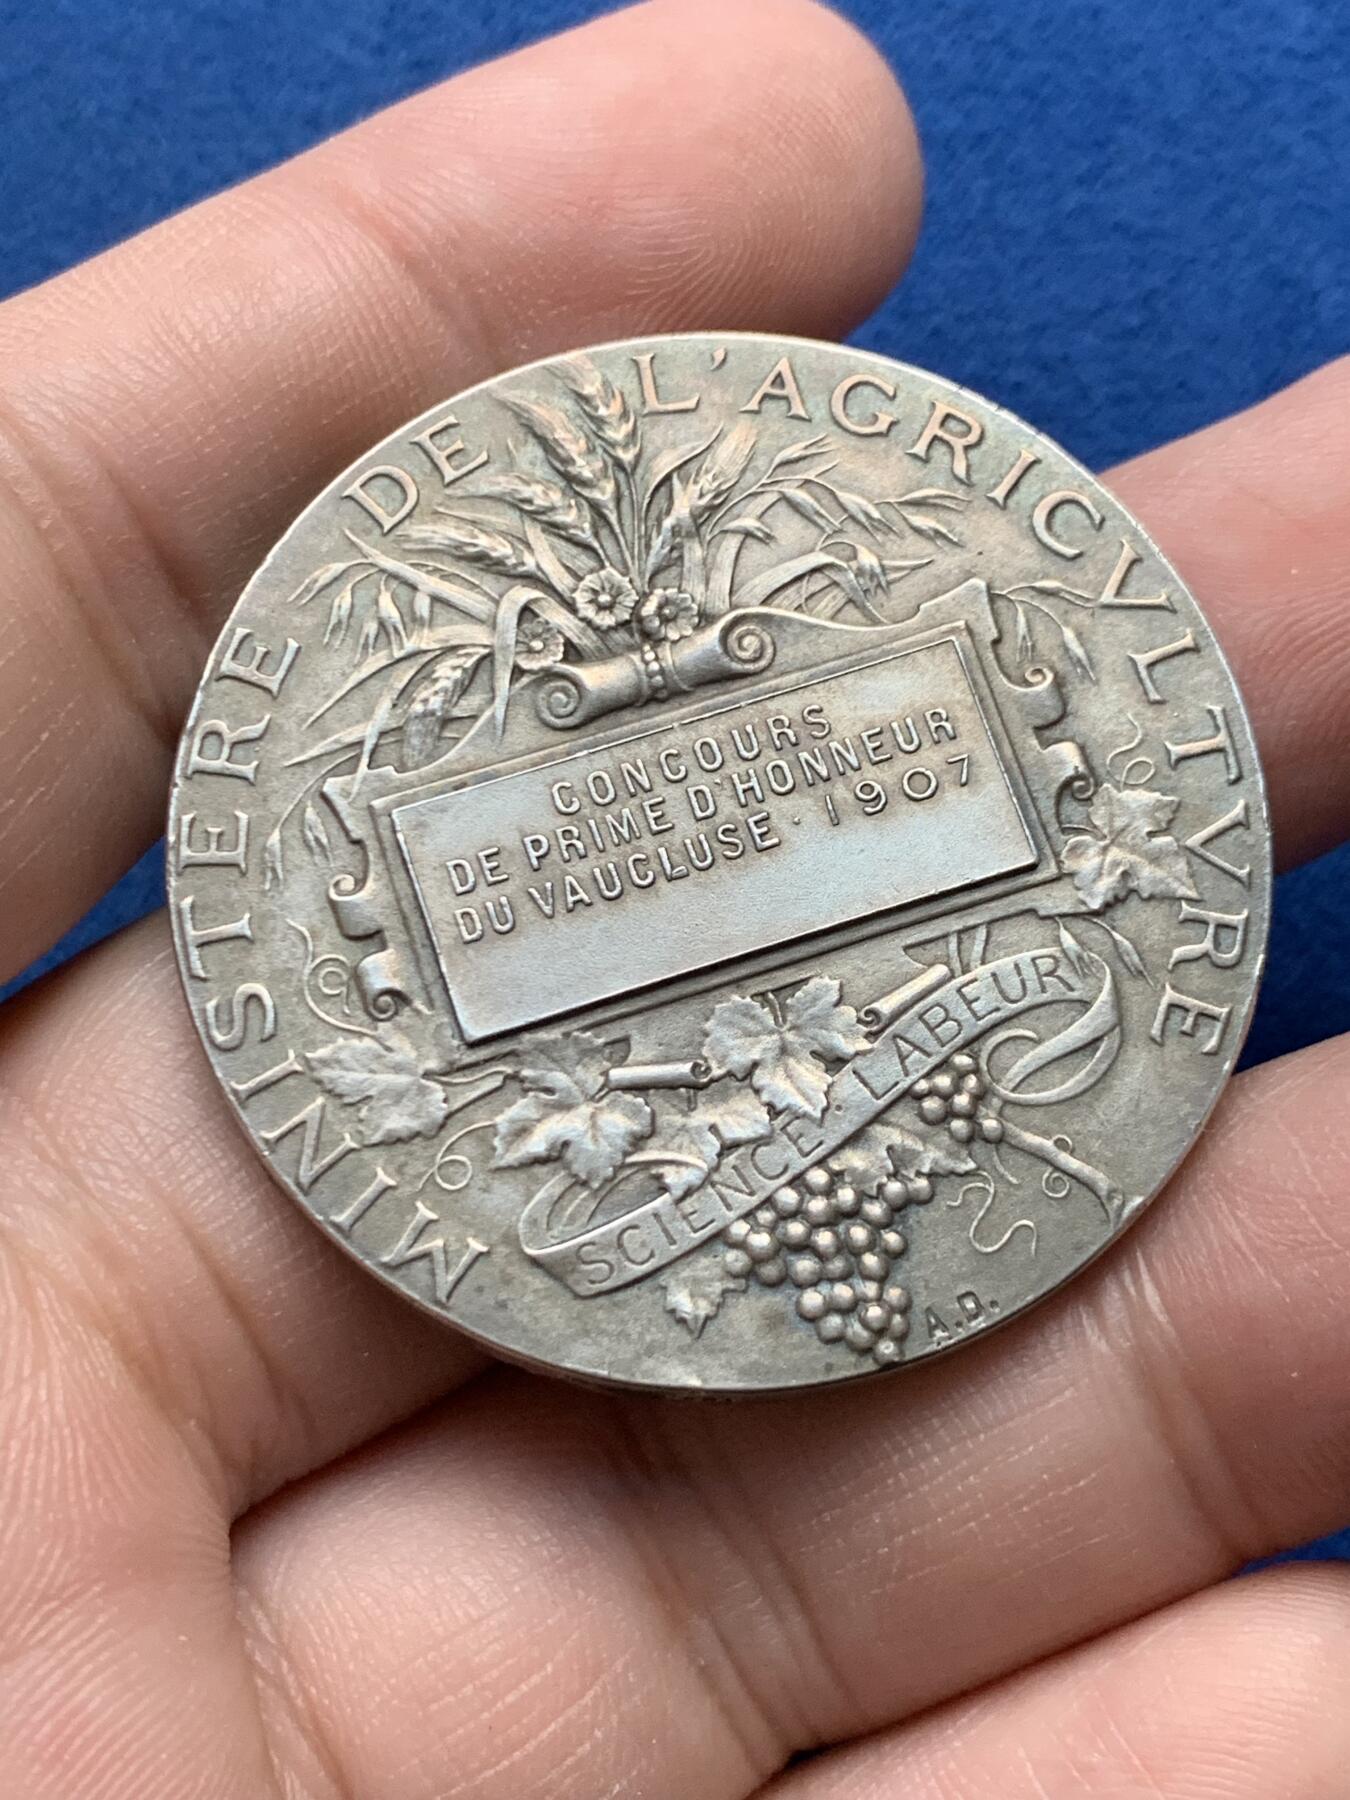 MINISTERE DE L'AGRICVLTVRE
CONCOURS
DE PRIME D'HONNEUR
DU VAUCLUSE · 1907
SCIENCE · LABEUR
A.D.